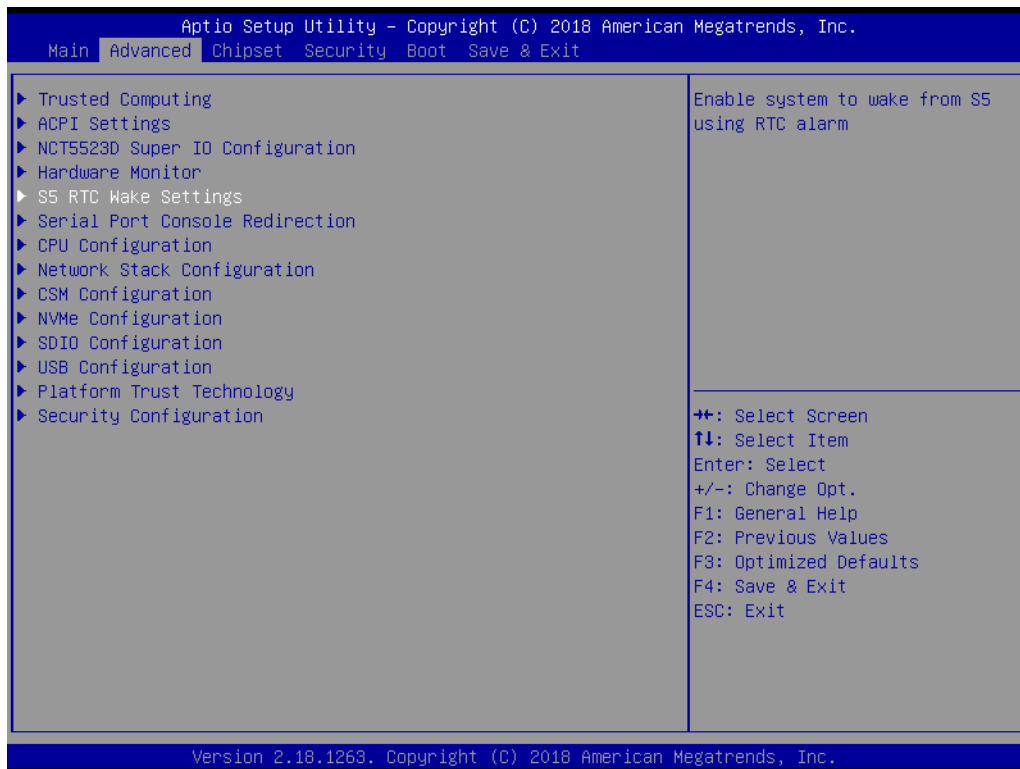 Aptio Setup Utility – Copyright (C) 2018 American Megatrends, Inc.
Main Advanced Chipset Security Boot Save & Exit
Trusted Computing
ACPI Settings
NCT5523D Super IO Configuration
Hardware Monitor
S5 RTC Wake Settings
Serial Port Console Redirection
CPU Configuration
Network Stack Configuration
CSM Configuration
NVMe Configuration
SDIO Configuration
USB Configuration
Platform Trust Technology
Security Configuration
Enable system to wake from S5
using RTC alarm
→←: Select Screen
↑↓: Select Item
Enter: Select
+/-: Change Opt.
F1: General Help
F2: Previous Values
F3: Optimized Defaults
F4: Save & Exit
ESC: Exit
Version 2.18.1263. Copyright (C) 2018 American Megatrends, Inc.